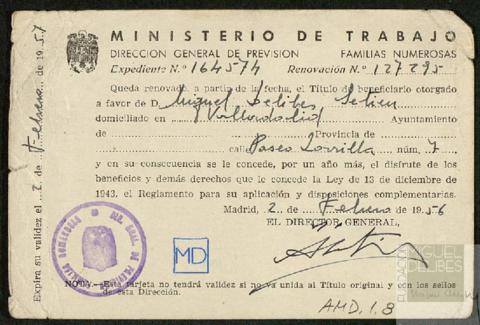 MINISTERIO DE TRABAJO
DIRECCION GENERAL DE PREVISION FAMILIAS NUMEROSAS
Expediente N.º 164574 Renovación N.º 127295
Queda renovado, a partir de la fecha, el Título de beneficiario otorgado
a favor de D. Miguel Delibes Setien
domiciliado en Valladolid Ayuntamiento
de Provincia de
calle Paseo Zorrilla núm. 7
y en su consecuencia se le concede, por un año más, el disfrute de los
beneficios y demás derechos que le concede la Ley de 13 de diciembre de
1943, el Reglamento para su aplicación y disposiciones complementarias.
Madrid, 2 de Febrero de 1956
EL DIRECTOR GENERAL,
MD
NOTA.—Esta tarjeta no tendrá validez si no va unida al Título original y con los sellos
de esta Dirección.
AMD, 1.8
Expira su validez el 2 de Febrero de 1957
FUNDACIÓN
MIGUEL
DELIBES